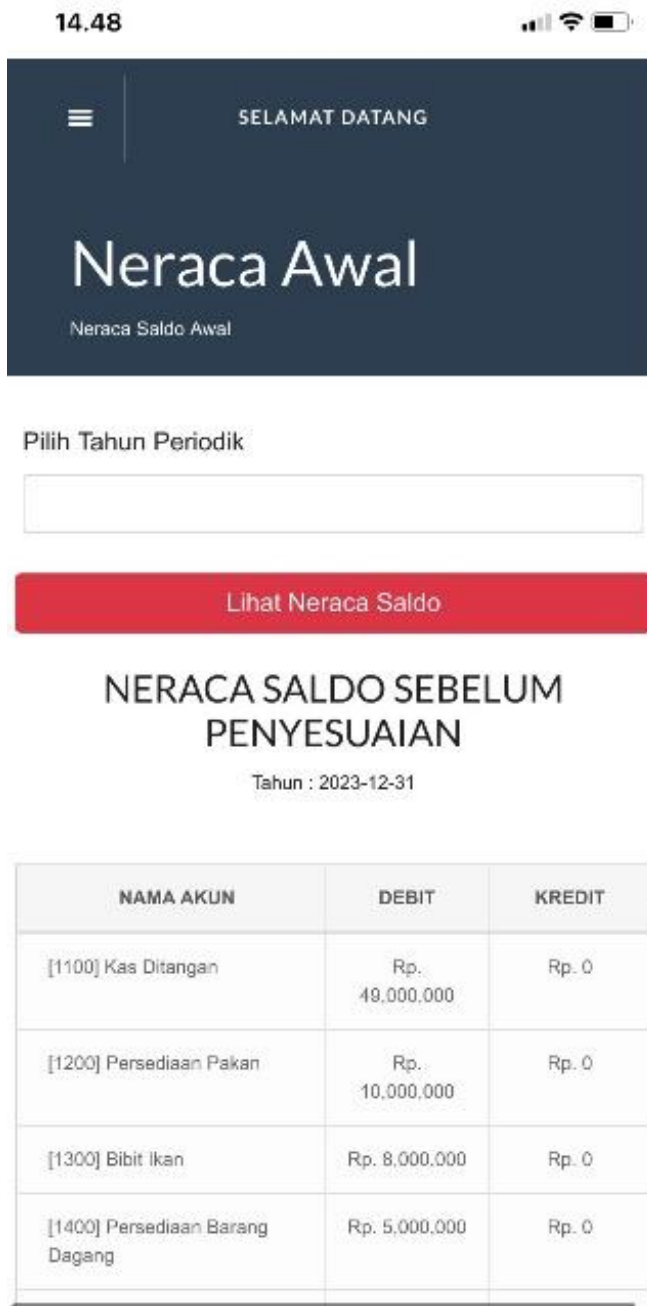 14.48
SELAMAT DATANG
Neraca Awal
Neraca Saldo Awal
Pilih Tahun Periodik
Lihat Neraca Saldo
NERACA SALDO SEBELUM
PENYESUAIAN
Tahun : 2023-12-31
NAMA AKUN DEBIT KREDIT
[1100] Kas Ditangan Rp. Rp. 0
49,000,000
[1200] Persediaan Pakan Rp. Rp. 0
10,000,000
[1300] Bibit Ikan Rp. 8,000,000 Rp. 0
[1400] Persediaan Barang Rp. 5,000,000 Rp. 0
Dagang